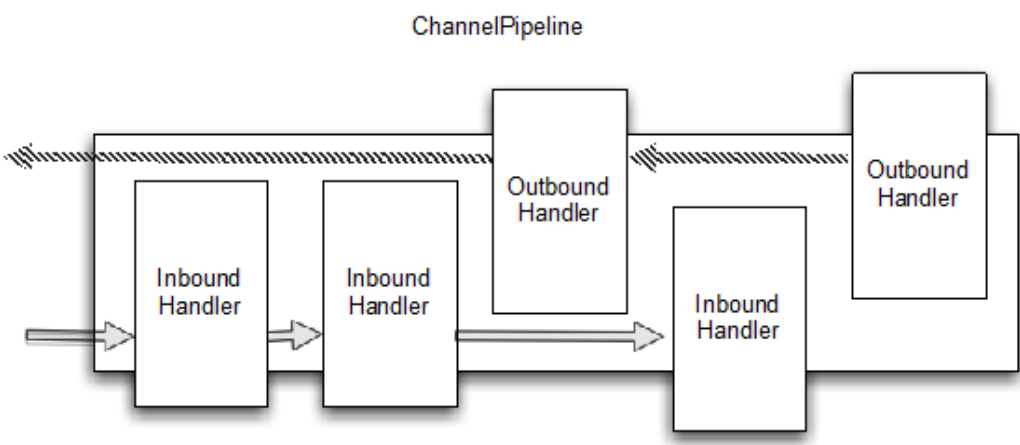 ChannelPipeline
Inbound
Handler
Inbound
Handler
Outbound
Handler
Inbound
Handler
Outbound
Handler